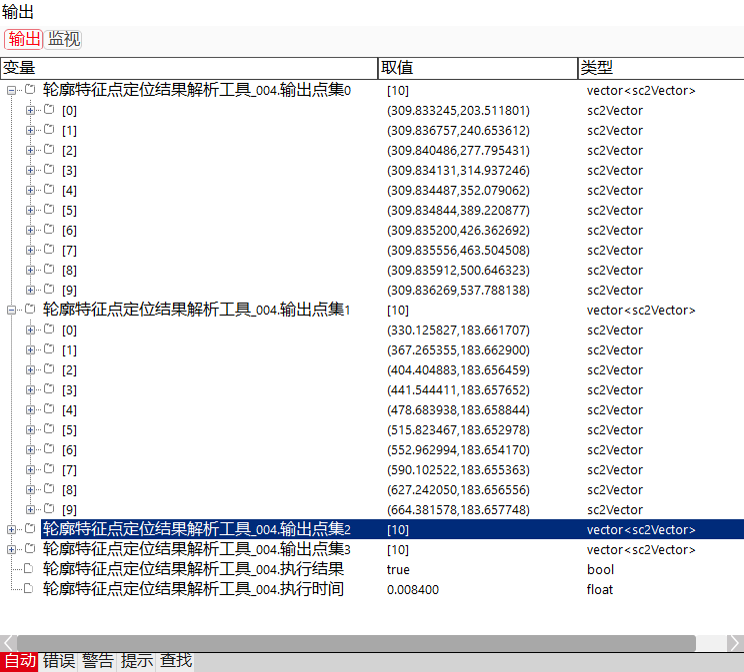 输出
输出 监视
变量 取值 类型
轮廓特征点定位结果解析工具_004.输出点集0 [10] vector<sc2Vector>
[0] (309.833245,203.511801) sc2Vector
[1] (309.836757,240.653612) sc2Vector
[2] (309.840486,277.795431) sc2Vector
[3] (309.834131,314.937246) sc2Vector
[4] (309.834487,352.079062) sc2Vector
[5] (309.834844,389.220877) sc2Vector
[6] (309.835200,426.362692) sc2Vector
[7] (309.835556,463.504508) sc2Vector
[8] (309.835912,500.646323) sc2Vector
[9] (309.836269,537.788138) sc2Vector
轮廓特征点定位结果解析工具_004.输出点集1 [10] vector<sc2Vector>
[0] (330.125827,183.661707) sc2Vector
[1] (367.265355,183.662900) sc2Vector
[2] (404.404883,183.656459) sc2Vector
[3] (441.544411,183.657652) sc2Vector
[4] (478.683938,183.658844) sc2Vector
[5] (515.823467,183.652978) sc2Vector
[6] (552.962994,183.654170) sc2Vector
[7] (590.102522,183.655363) sc2Vector
[8] (627.242050,183.656556) sc2Vector
[9] (664.381578,183.657748) sc2Vector
轮廓特征点定位结果解析工具_004.输出点集2 [10] vector<sc2Vector>
轮廓特征点定位结果解析工具_004.输出点集3 [10] vector<sc2Vector>
轮廓特征点定位结果解析工具_004.执行结果 true bool
轮廓特征点定位结果解析工具_004.执行时间 0.008400 float
自动 错误 警告 提示 查找